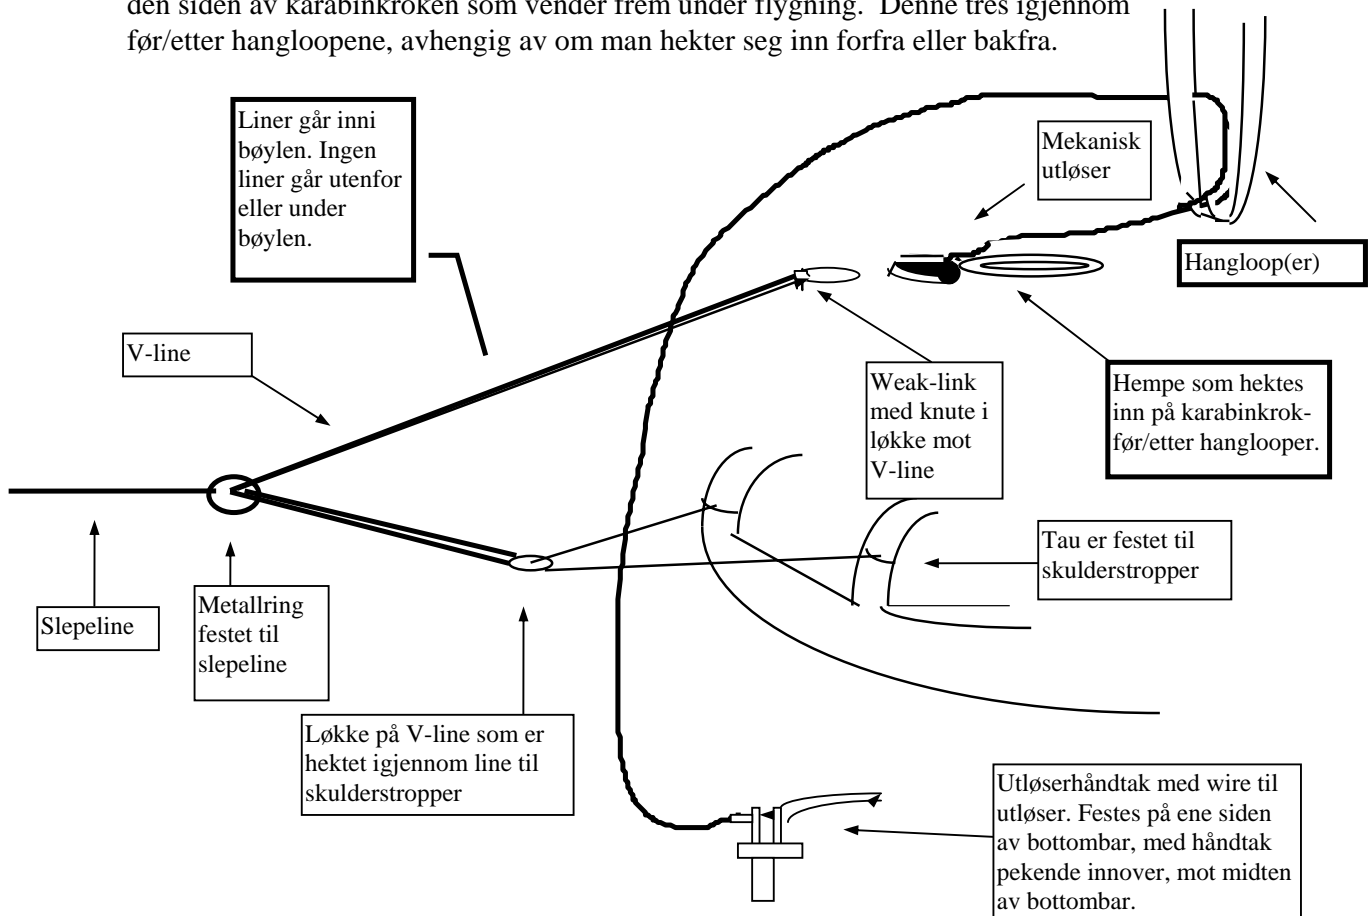 den siden av karabinkroken som vender frem under flygning.  Denne tres igjennom
før/etter hangloopene, avhengig av om man hekter seg inn forfra eller bakfra.
Liner går inni
bøylen. Ingen
liner går utenfor
eller under
bøylen.
Mekanisk
utløser
Hangloop(er)
V-line
Weak-link
med knute i
løkke mot
V-line
Hempe som hektes
inn på karabinkrok-
før/etter hanglooper.
Tau er festet til
skulderstropper
Slepeline
Metallring
festet til
slepeline
Løkke på V-line som er
hektet igjennom line til
skulderstropper
Utløserhåndtak med wire til
utløser. Festes på ene siden
av bottombar, med håndtak
pekende innover, mot midten
av bottombar.